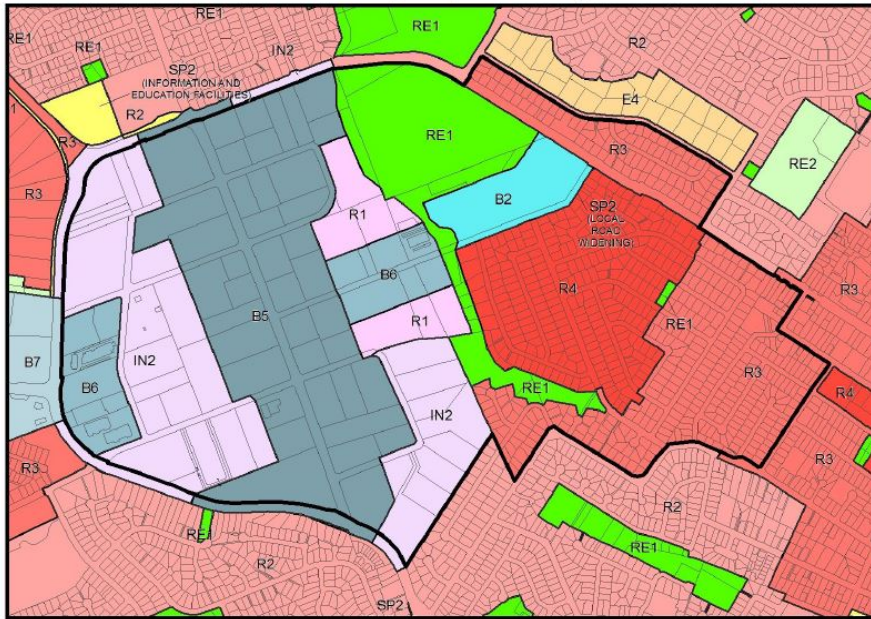 RE1
RE1
RE1
RE1
IN2
R2
SP2
(INFORMATION AND
EDUCATION FACILITIES)
R2
E4
R3
RE1
R3
RE2
R3
R1
B2
SP2
(LOCAL
ROAD
WIDENING)
B6
R4
R3
B5
R1
RE1
B7
IN2
B6
RE1
R3
R4
IN2
R3
R3
R2
RE1
R2
RE1
SP2